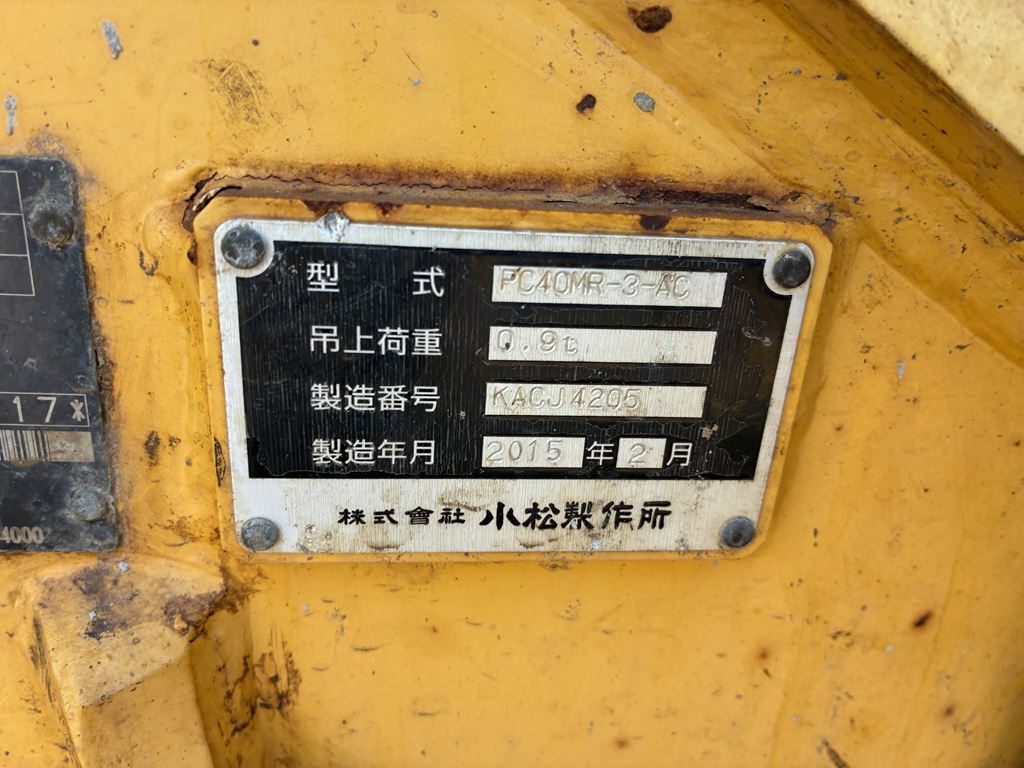 型 式 PC40MR-3-AC
吊上荷重 0.9t
製造番号 KACJ4205
製造年月 2015 年 2 月
株式會社 小松製作所
17*
4000